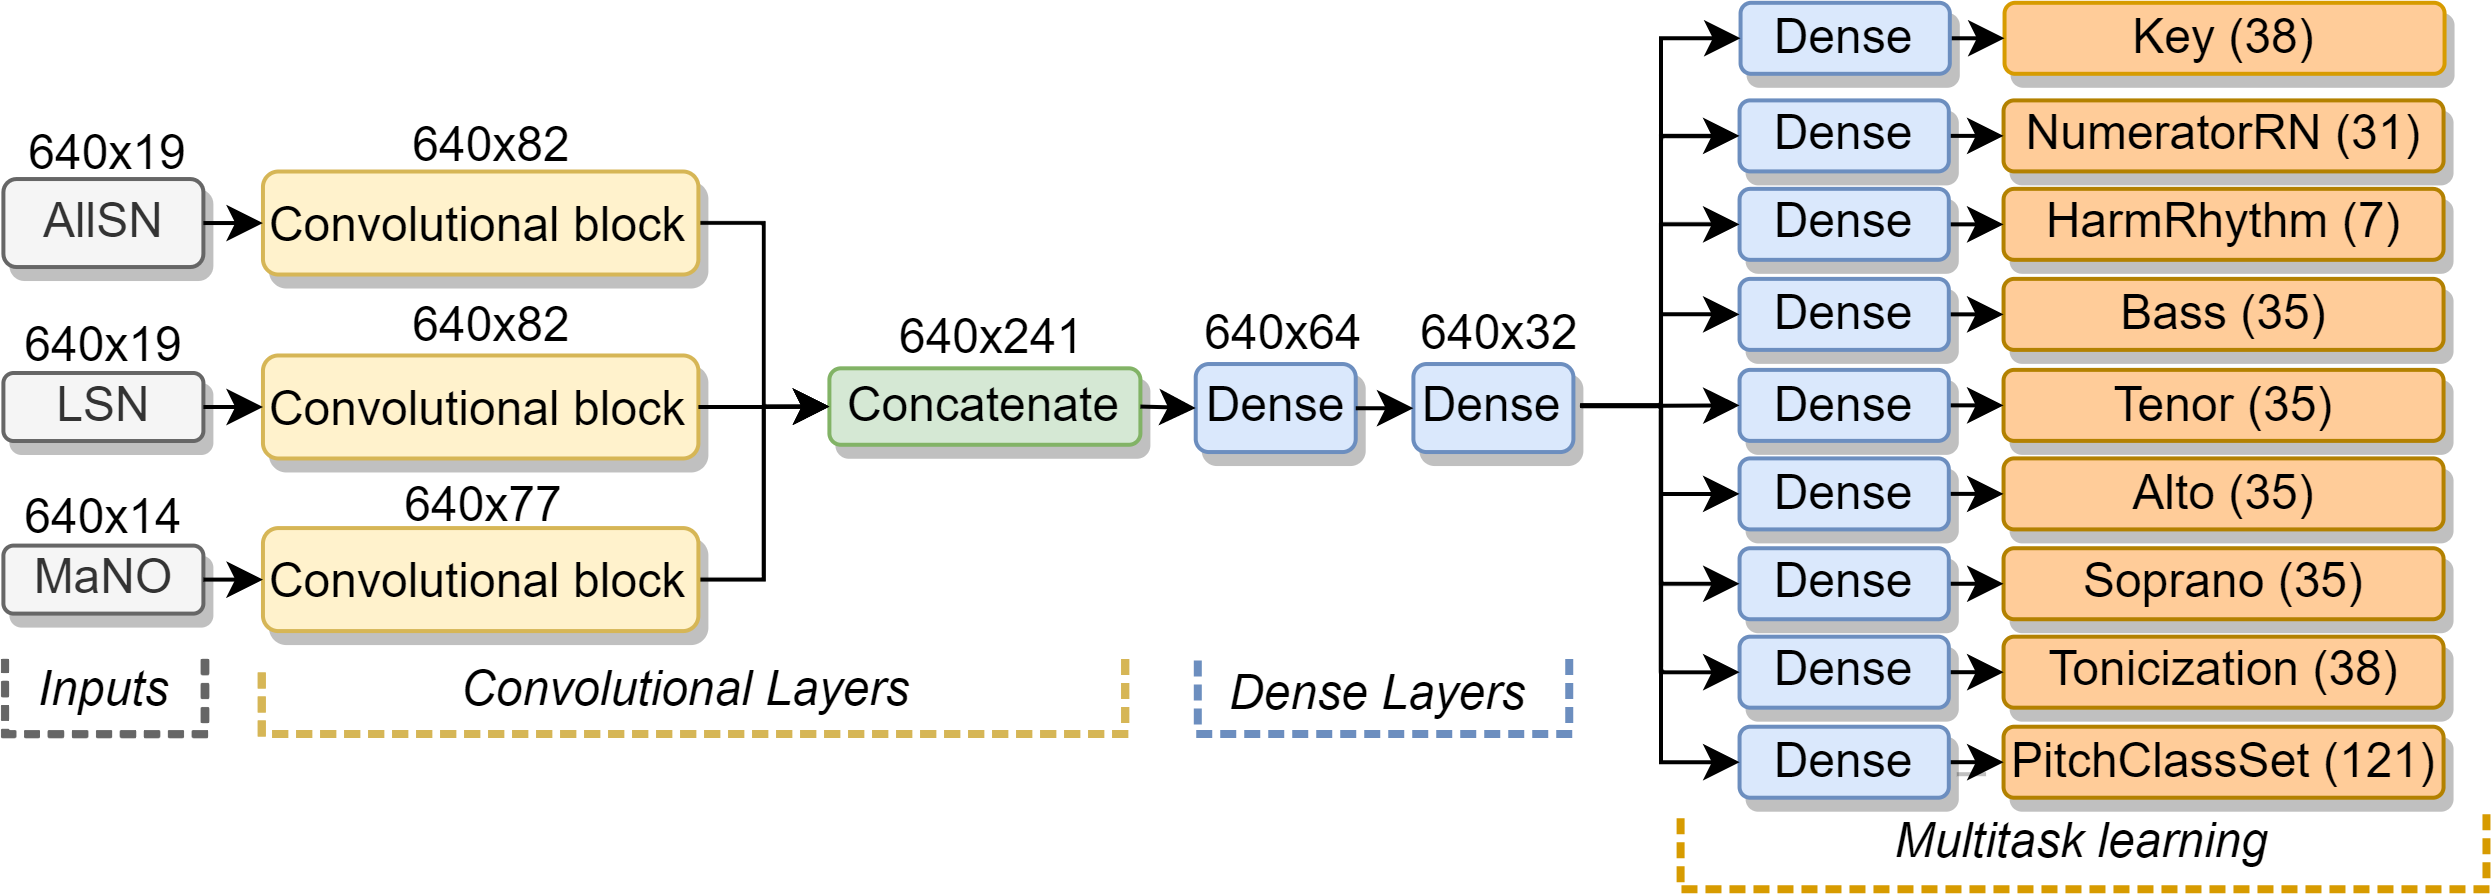 640x19
AllSN
640x19
LSN
640x14
MaNO
Inputs
640x82
Convolutional block
640x82
Convolutional block
640x77
Convolutional block
640x241
Concatenate
Convolutional Layers
640x64
Dense
640x32
Dense
Dense Layers
Dense
Key (38)
Dense
NumeratorRN (31)
Dense
HarmRhythm (7)
Dense
Bass (35)
Dense
Tenor (35)
Dense
Alto (35)
Dense
Soprano (35)
Dense
Tonicization (38)
Dense
PitchClassSet (121)
Multitask learning